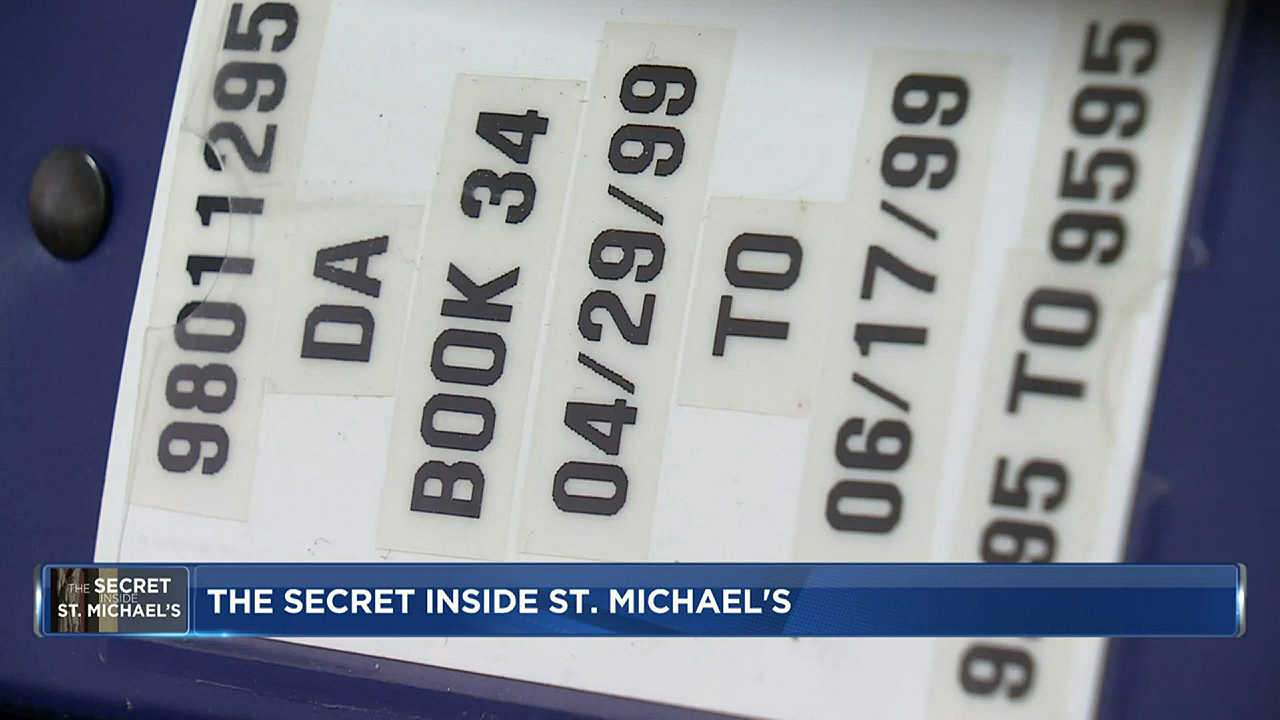 98011295
DA
BOOK 34
04/29/99
TO
06/17/99
TO 9595
THE SECRET
INSIDE
ST. MICHAEL'S
THE SECRET INSIDE ST. MICHAEL'S